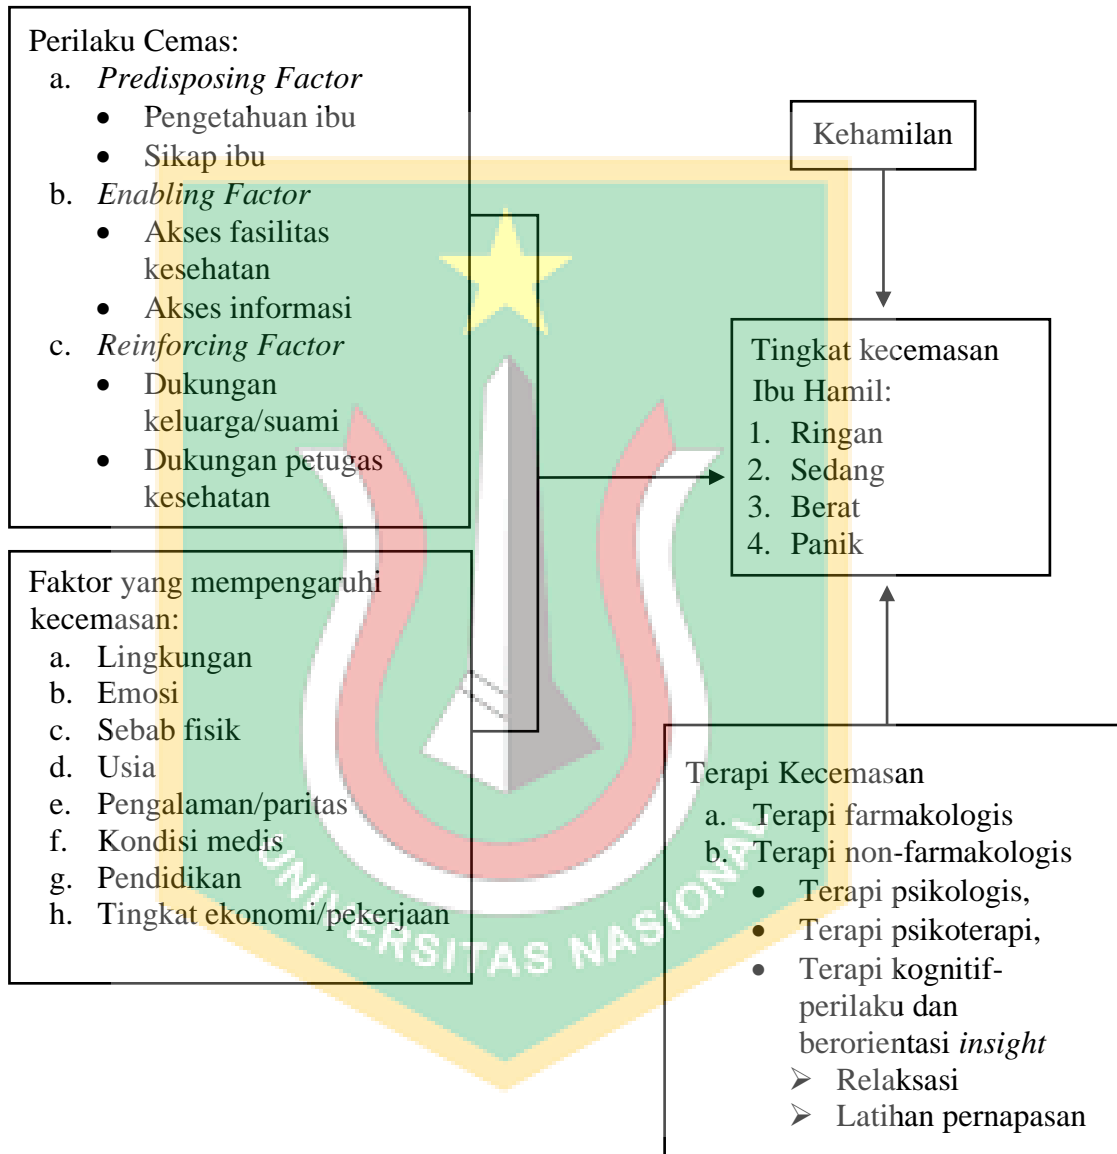 Perilaku Cemas:
a. Predisposing Factor
• Pengetahuan ibu
• Sikap ibu
b. Enabling Factor
• Akses fasilitas
kesehatan
• Akses informasi
c. Reinforcing Factor
• Dukungan
keluarga/suami
• Dukungan petugas
kesehatan
Faktor yang mempengaruhi
kecemasan:
a. Lingkungan
b. Emosi
c. Sebab fisik
d. Usia
e. Pengalaman/paritas
f. Kondisi medis
g. Pendidikan
h. Tingkat ekonomi/pekerjaan
Kehamilan
Tingkat kecemasan
Ibu Hamil:
1. Ringan
2. Sedang
3. Berat
4. Panik
Terapi Kecemasan
a. Terapi farmakologis
b. Terapi non-farmakologis
• Terapi psikologis,
• Terapi psikoterapi,
• Terapi kognitif-
perilaku dan
berorientasi insight
➢ Relaksasi
➢ Latihan pernapasan
UNIVERSITAS NASIONAL